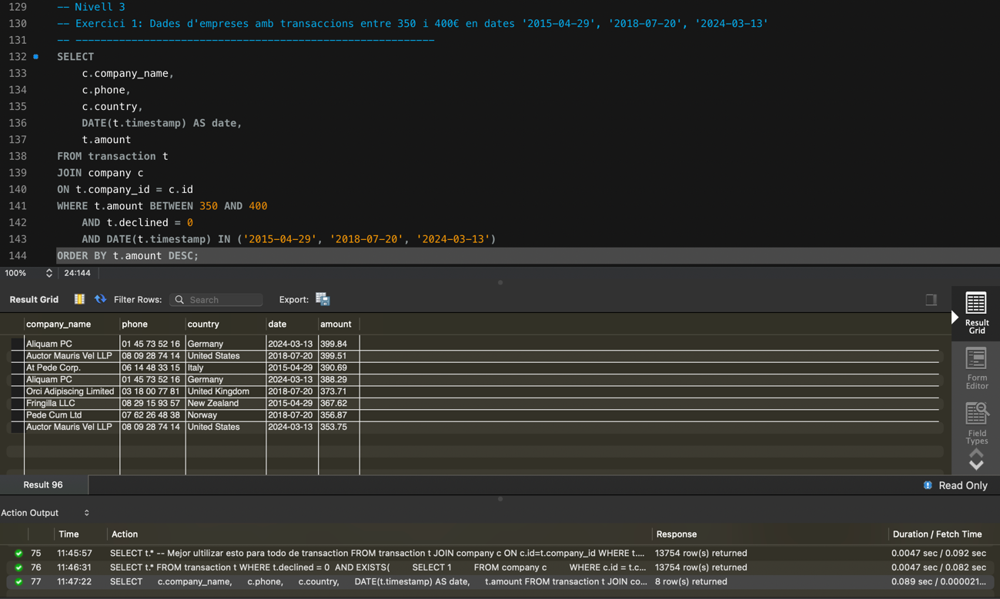 129 -- Nivell 3
130 -- Exercici 1: Dades d'empreses amb transaccions entre 350 i 400€ en dates '2015-04-29', '2018-07-20', '2024-03-13'
131 -- ----------------------------------------------------------
132 SELECT
133 c.company_name,
134 c.phone,
135 c.country,
136 DATE(t.timestamp) AS date,
137 t.amount
138 FROM transaction t
139 JOIN company c
140 ON t.company_id = c.id
141 WHERE t.amount BETWEEN 350 AND 400
142 AND t.declined = 0
143 AND DATE(t.timestamp) IN ('2015-04-29', '2018-07-20', '2024-03-13')
144 ORDER BY t.amount DESC;
100% 24:144
Result Grid Filter Rows: Search Export:
company_name phone country date amount
Aliquam PC 01 45 73 52 16 Germany 2024-03-13 399.84
Auctor Mauris Vel LLP 08 09 28 74 14 United States 2018-07-20 399.51
At Pede Corp. 06 14 48 33 15 Italy 2015-04-29 390.69
Aliquam PC 01 45 73 52 16 Germany 2024-03-13 388.29
Orci Adipiscing Limited 03 18 00 77 81 United Kingdom 2018-07-20 373.71
Fringilla LLC 08 29 15 93 57 New Zealand 2015-04-29 367.62
Pede Cum Ltd 07 62 26 48 38 Norway 2018-07-20 356.87
Auctor Mauris Vel LLP 08 09 28 74 14 United States 2024-03-13 353.75
Result
Grid
Form
Editor
Field
Types
Result 96 Read Only
Action Output
Time Action Response Duration / Fetch Time
75 11:45:57 SELECT t.* -- Mejor ultilizar esto para todo de transaction FROM transaction t JOIN company c ON c.id=t.company_id WHERE t.... 13754 row(s) returned 0.0047 sec / 0.092 sec
76 11:46:31 SELECT t.* FROM transaction t WHERE t.declined = 0 AND EXISTS( SELECT 1 FROM company c WHERE c.id = t.c... 13754 row(s) returned 0.0047 sec / 0.082 sec
77 11:47:22 SELECT c.company_name, c.phone, c.country, DATE(t.timestamp) AS date, t.amount FROM transaction t JOIN co... 8 row(s) returned 0.089 sec / 0.000021...